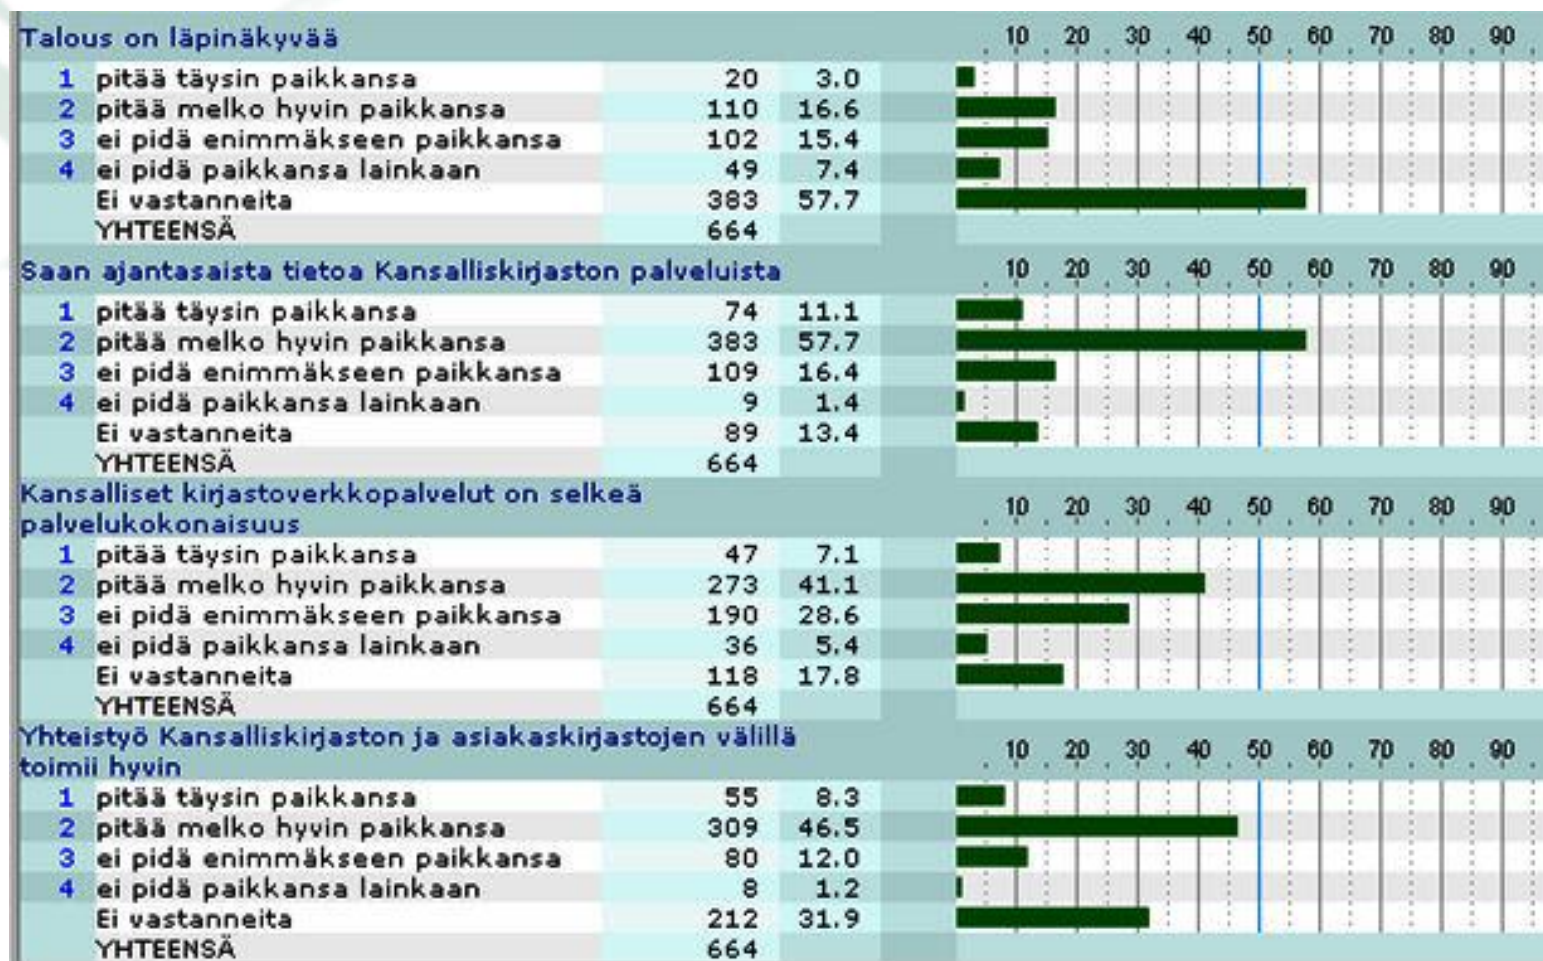 Talous on läpinäkyvää 10 20 30 40 50 60 70 80 90
1 pitää täysin paikkansa 20 3.0
2 pitää melko hyvin paikkansa 110 16.6
3 ei pidä enimmäkseen paikkansa 102 15.4
4 ei pidä paikkansa lainkaan 49 7.4
Ei vastanneita 383 57.7
YHTEENSÄ 664
Saan ajantasaista tietoa Kansalliskirjaston palveluista 10 20 30 40 50 60 70 80 90
1 pitää täysin paikkansa 74 11.1
2 pitää melko hyvin paikkansa 383 57.7
3 ei pidä enimmäkseen paikkansa 109 16.4
4 ei pidä paikkansa lainkaan 9 1.4
Ei vastanneita 89 13.4
YHTEENSÄ 664
Kansalliset kirjastoverkkopalvelut on selkeä
palvelukokonaisuus 10 20 30 40 50 60 70 80 90
1 pitää täysin paikkansa 47 7.1
2 pitää melko hyvin paikkansa 273 41.1
3 ei pidä enimmäkseen paikkansa 190 28.6
4 ei pidä paikkansa lainkaan 36 5.4
Ei vastanneita 118 17.8
YHTEENSÄ 664
Yhteistyö Kansalliskirjaston ja asiakaskirjastojen välillä
toimii hyvin 10 20 30 40 50 60 70 80 90
1 pitää täysin paikkansa 55 8.3
2 pitää melko hyvin paikkansa 309 46.5
3 ei pidä enimmäkseen paikkansa 80 12.0
4 ei pidä paikkansa lainkaan 8 1.2
Ei vastanneita 212 31.9
YHTEENSÄ 664